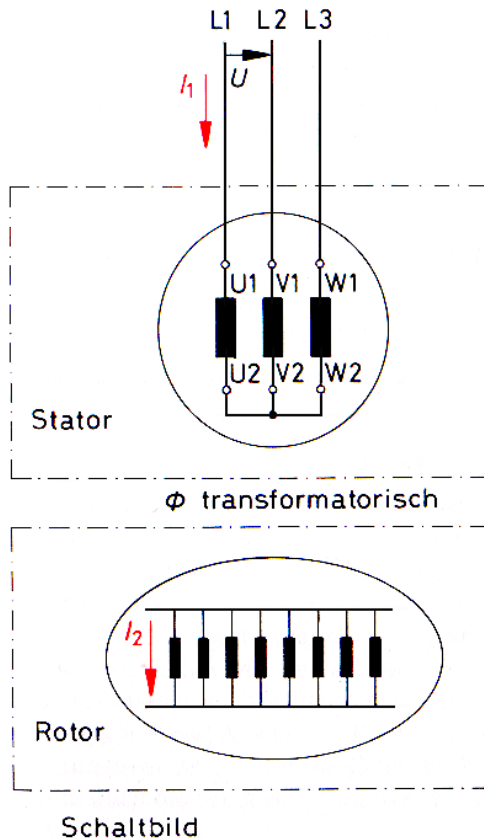 L1 L2 L3
U
I1
U1 V1 W1
U2 V2 W2
Stator
Φ transformatorisch
I2
Rotor
Schaltbild